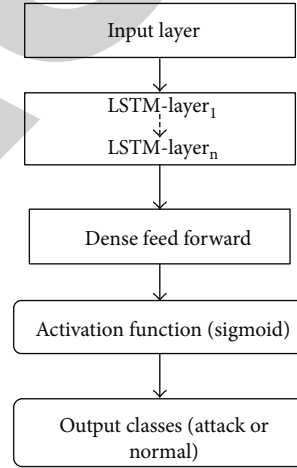 Input layer
LSTM-layer₁
LSTM-layerₙ
Dense feed forward
Activation function (sigmoid)
Output classes (attack or
normal)